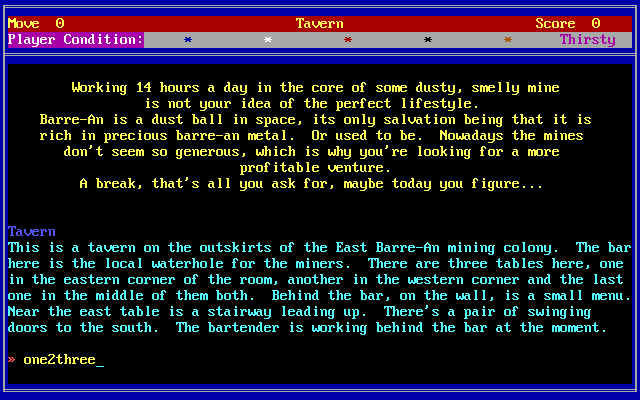 Move  0 Tavern Score  0
Player Condition: * * * * * Thirsty
Working 14 hours a day in the core of some dusty, smelly mine
is not your idea of the perfect lifestyle.
Barre-An is a dust ball in space, its only salvation being that it is
rich in precious barre-an metal.  Or used to be.  Nowadays the mines
don't seem so generous, which is why you're looking for a more
profitable venture.
A break, that's all you ask for, maybe today you figure...
Tavern
This is a tavern on the outskirts of the East Barre-An mining colony.  The bar
here is the local waterhole for the miners.  There are three tables here, one
in the eastern corner of the room, another in the western corner and the last
one in the middle of them both.  Behind the bar, on the wall, is a small menu.
Near the east table is a stairway leading up.  There's a pair of swinging
doors to the south.  The bartender is working behind the bar at the moment.
» one2three_